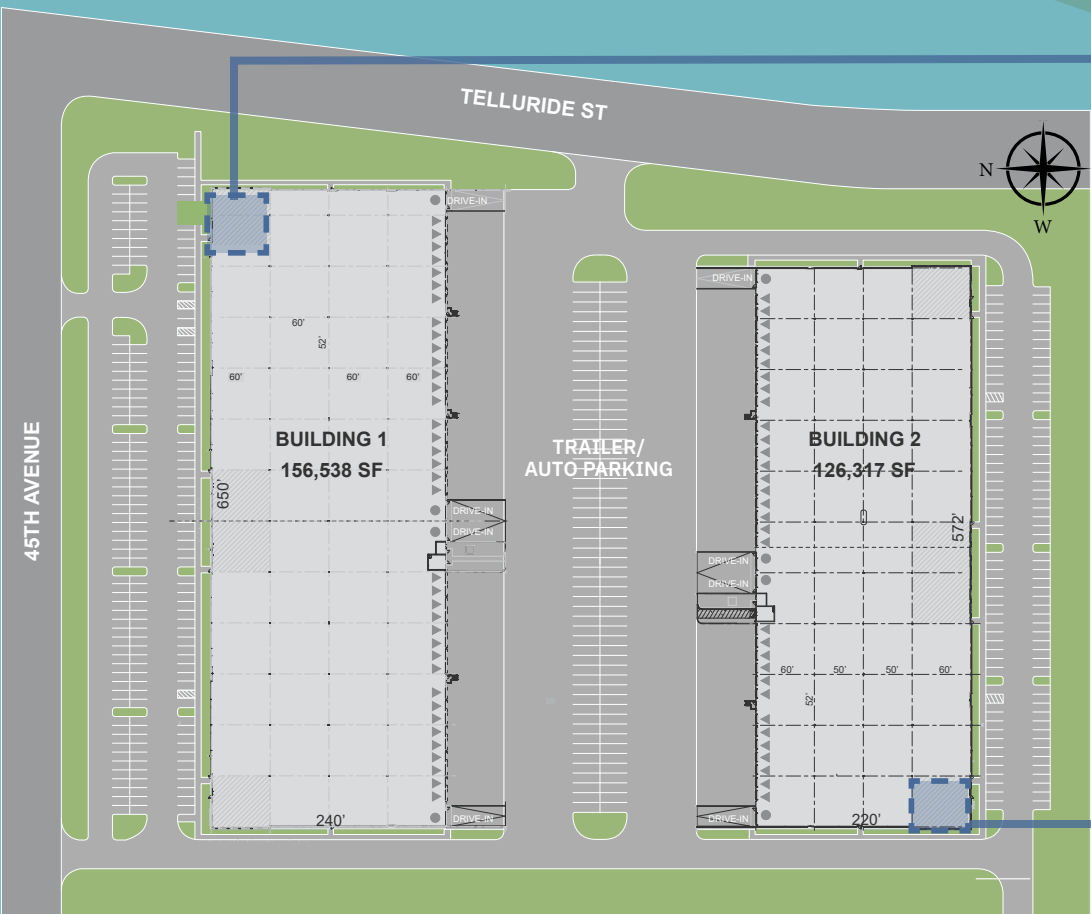 TELLURIDE ST
N
W
DRIVE-IN
DRIVE-IN
60'
52'
60'
60'
60'
45TH AVENUE
BUILDING 1
156,538 SF
650'
TRAILER/
AUTO PARKING
BUILDING 2
126,317 SF
572'
DRIVE-IN
DRIVE-IN
DRIVE-IN
DRIVE-IN
60'
50'
50'
60'
52'
240'
DRIVE-IN
DRIVE-IN
220'